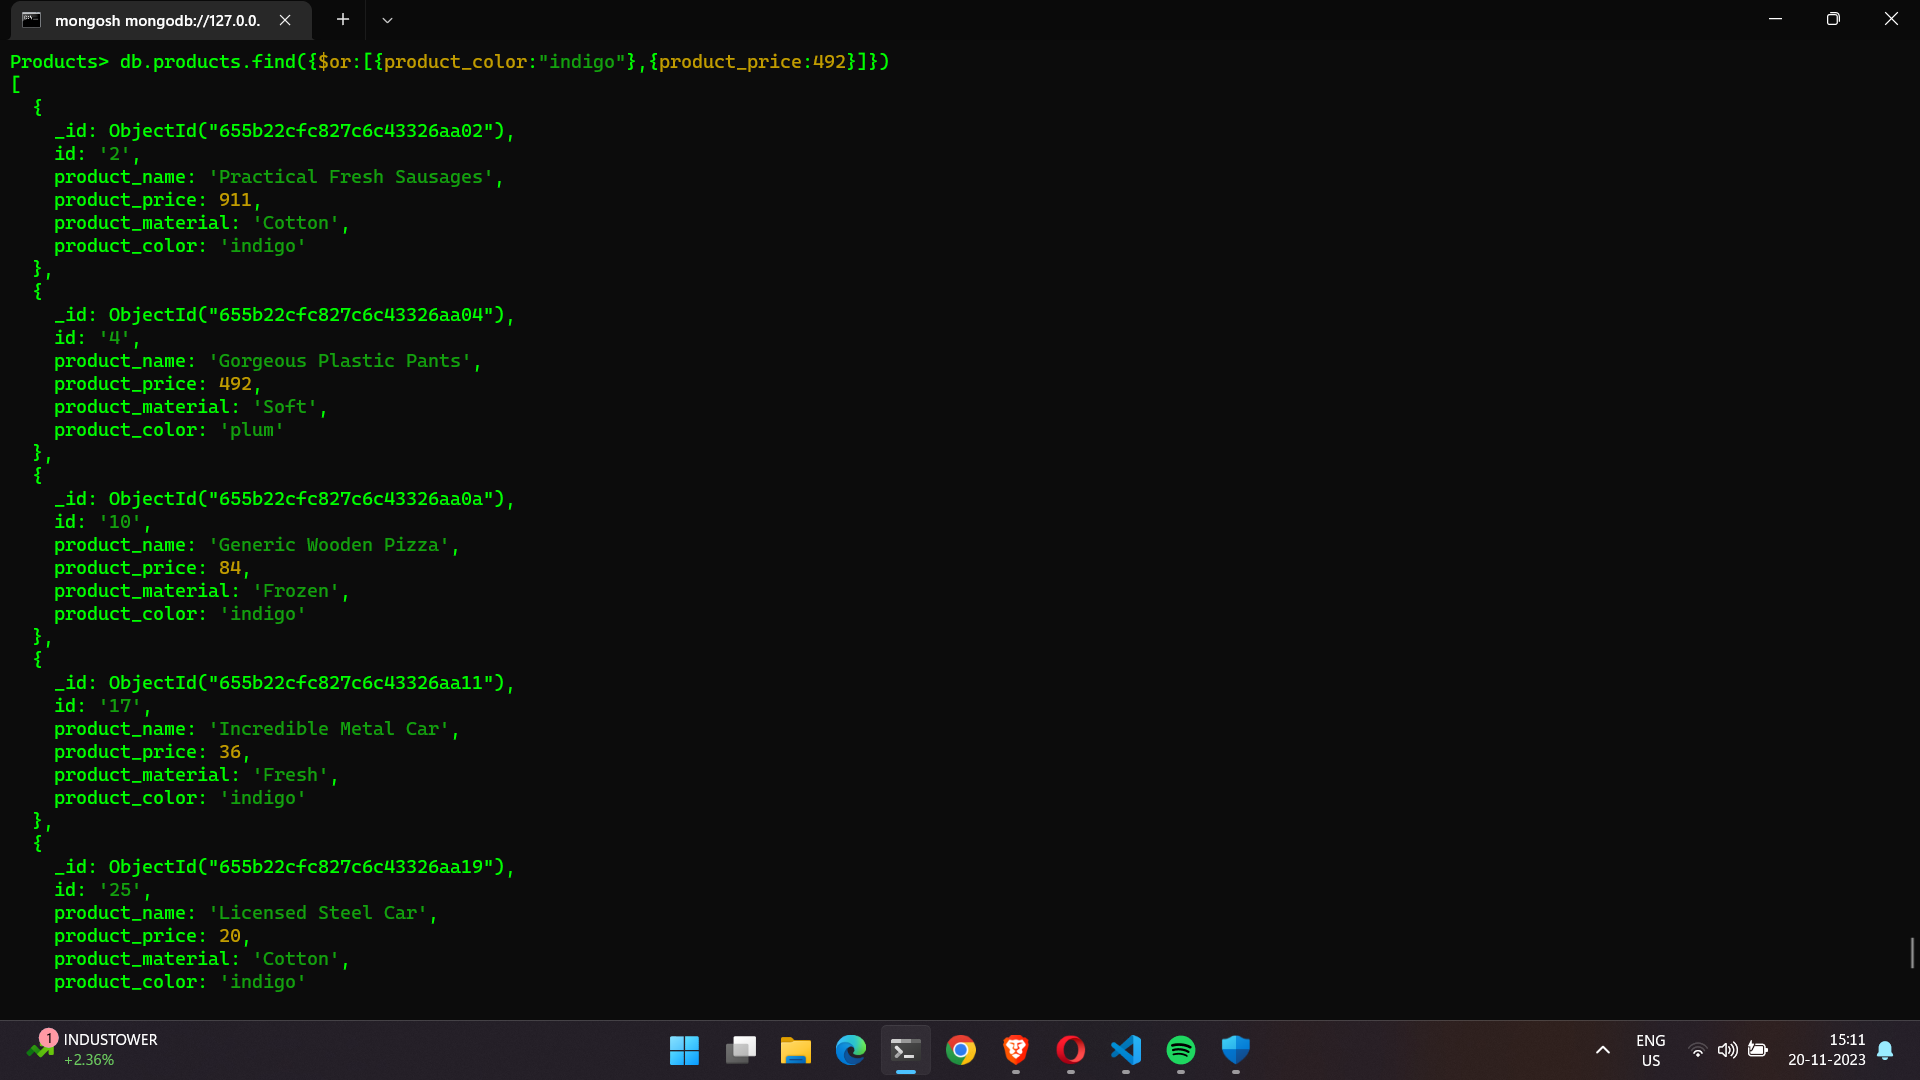 mongosh mongodb://127.0.0.
Products> db.products.find({$or:[{product_color:"indigo"},{product_price:492}]})
[
  {
    _id: ObjectId("655b22cfc827c6c43326aa02"),
    id: '2',
    product_name: 'Practical Fresh Sausages',
    product_price: 911,
    product_material: 'Cotton',
    product_color: 'indigo'
  },
  {
    _id: ObjectId("655b22cfc827c6c43326aa04"),
    id: '4',
    product_name: 'Gorgeous Plastic Pants',
    product_price: 492,
    product_material: 'Soft',
    product_color: 'plum'
  },
  {
    _id: ObjectId("655b22cfc827c6c43326aa0a"),
    id: '10',
    product_name: 'Generic Wooden Pizza',
    product_price: 84,
    product_material: 'Frozen',
    product_color: 'indigo'
  },
  {
    _id: ObjectId("655b22cfc827c6c43326aa11"),
    id: '17',
    product_name: 'Incredible Metal Car',
    product_price: 36,
    product_material: 'Fresh',
    product_color: 'indigo'
  },
  {
    _id: ObjectId("655b22cfc827c6c43326aa19"),
    id: '25',
    product_name: 'Licensed Steel Car',
    product_price: 20,
    product_material: 'Cotton',
    product_color: 'indigo'
1
INDUSTOWER
+2.36%
ENG
US
15:11
20-11-2023